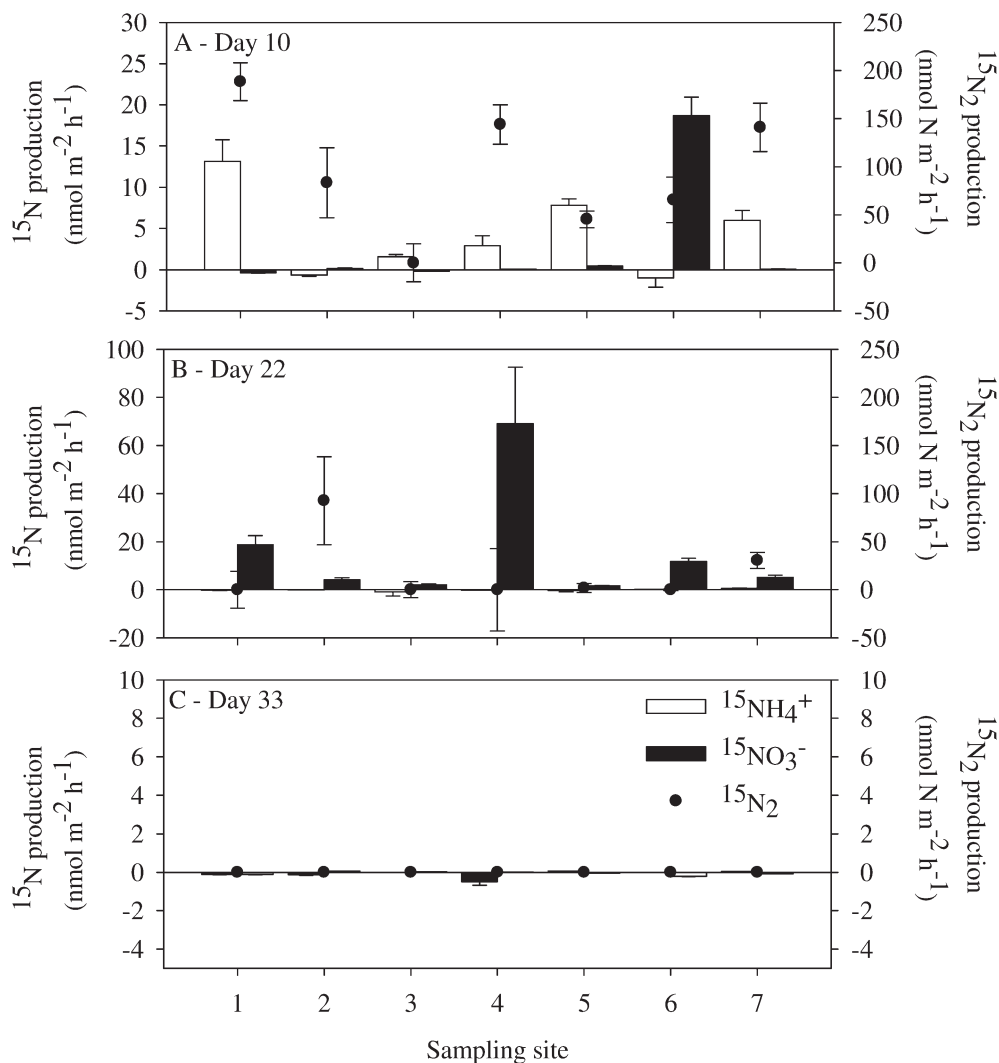 A - Day 10
30
25
20
15
10
5
0
-5
250
200
150
100
50
0
-50
15N production
(nmol m-2 h-1)
15N2 production
(nmol N m-2 h-1)
B - Day 22
100
80
60
40
20
0
-20
250
200
150
100
50
0
-50
15N production
(nmol m-2 h-1)
15N2 production
(nmol N m-2 h-1)
C - Day 33
10
8
6
4
2
0
-2
-4
10
8
6
4
2
0
-2
-4
15N production
(nmol m-2 h-1)
15N2 production
(nmol N m-2 h-1)
15NH4+
15NO3-
15N2
1 2 3 4 5 6 7
Sampling site